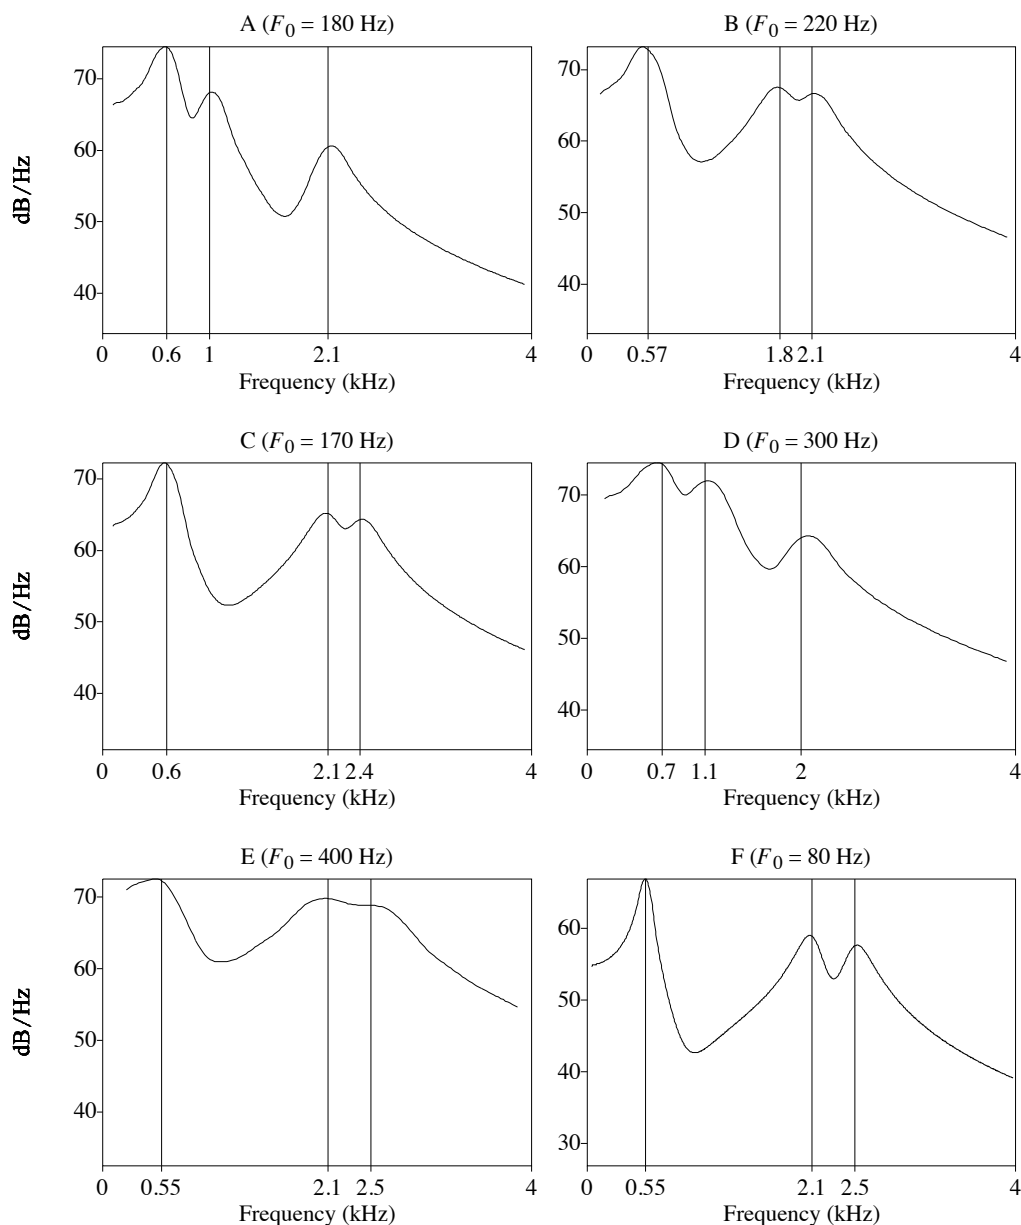 A (F0 = 180 Hz)
B (F0 = 220 Hz)
dB/Hz
70
60
50
40
0 0.6 1 2.1 4
Frequency (kHz)
70
60
50
40
0 0.57 1.8 2.1 4
Frequency (kHz)
C (F0 = 170 Hz)
D (F0 = 300 Hz)
dB/Hz
70
60
50
40
0 0.6 2.1 2.4 4
Frequency (kHz)
70
60
50
40
0 0.7 1.1 2 4
Frequency (kHz)
E (F0 = 400 Hz)
F (F0 = 80 Hz)
dB/Hz
70
60
50
40
0 0.55 2.1 2.5 4
Frequency (kHz)
60
50
40
30
0 0.55 2.1 2.5 4
Frequency (kHz)